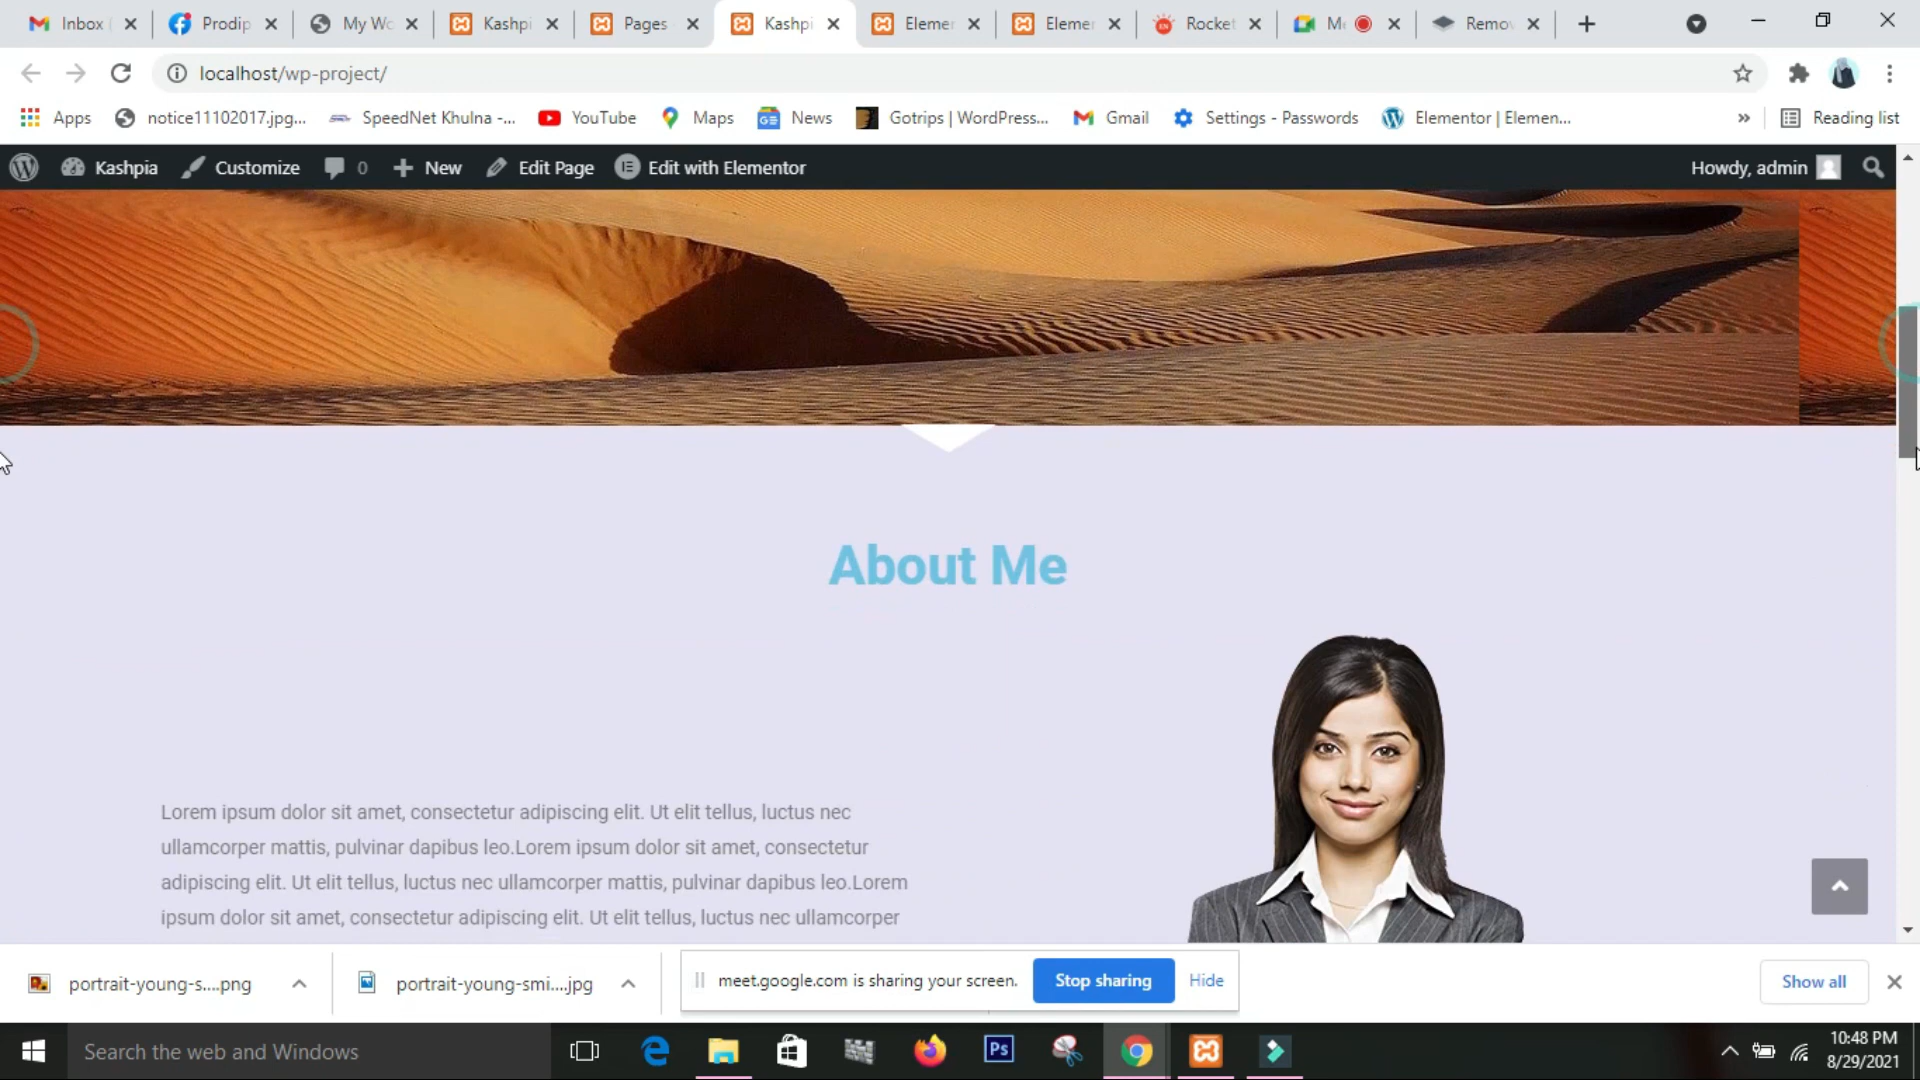 Inbox
Prodip
My Wo
Kashpi
Pages
Kashpi
Elemen
Elemen
Rocket
Me
Remov
localhost/wp-project/
Apps
notice11102017.jpg...
SpeedNet Khulna -...
YouTube
Maps
News
Gotrips | WordPress...
Gmail
Settings - Passwords
Elementor | Elemen...
»
Reading list
Kashpia
Customize
0
New
Edit Page
Edit with Elementor
Howdy, admin
About Me
Lorem ipsum dolor sit amet, consectetur adipiscing elit. Ut elit tellus, luctus nec
ullamcorper mattis, pulvinar dapibus leo.Lorem ipsum dolor sit amet, consectetur
adipiscing elit. Ut elit tellus, luctus nec ullamcorper mattis, pulvinar dapibus leo.Lorem
ipsum dolor sit amet, consectetur adipiscing elit. Ut elit tellus, luctus nec ullamcorper
portrait-young-s....png
portrait-young-smi....jpg
meet.google.com is sharing your screen.
Stop sharing
Hide
Show all
Search the web and Windows
Ps
10:48 PM
8/29/2021